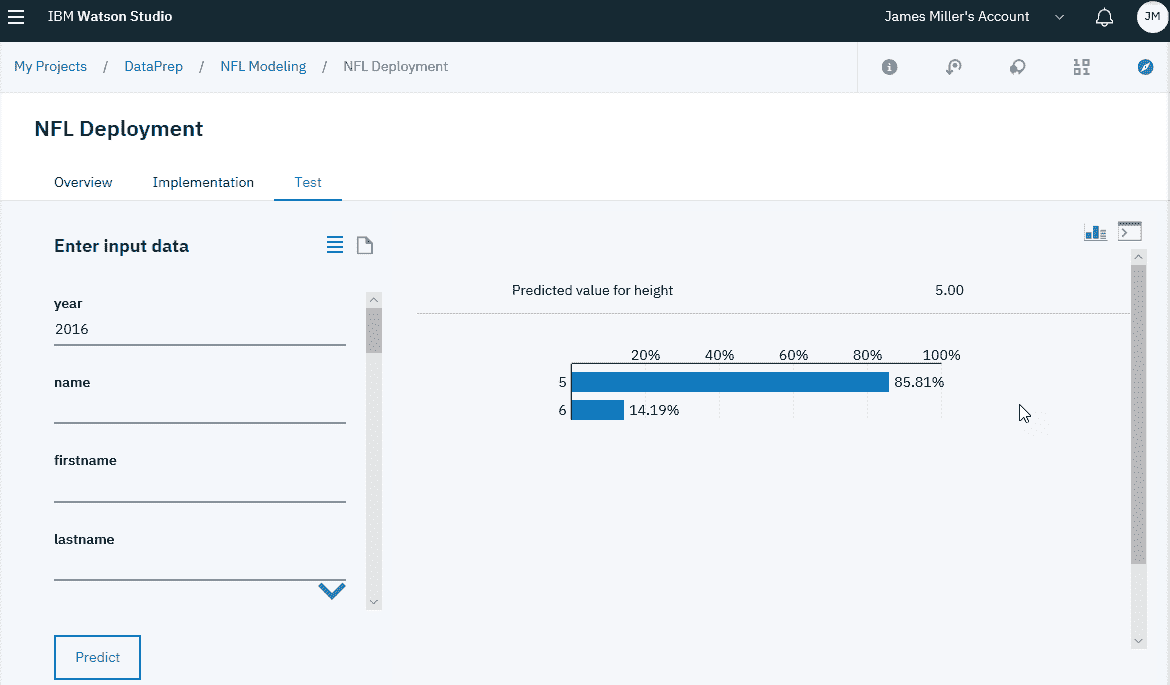 IBM Watson Studio
James Miller's Account
JM
My Projects / DataPrep / NFL Modeling / NFL Deployment
NFL Deployment
Overview Implementation Test
Enter input data
year
2016
name
firstname
lastname
Predict
Predicted value for height 5.00
20% 40% 60% 80% 100%
5 85.81%
6 14.19%